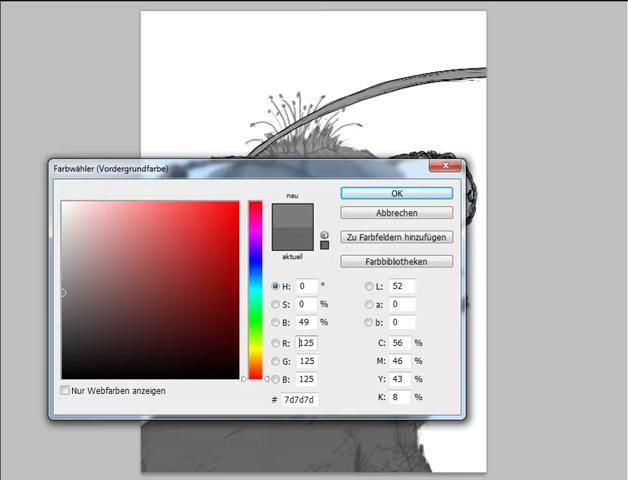 Farbwähler (Vordergrundfarbe)
neu
aktuell
OK
Abbrechen
Zu Farbfeldern hinzufügen
Farbbibliotheken
H: 0 °
S: 0 %
B: 49 %
R: 125
G: 125
B: 125
# 7d7d7d
L: 52
a: 0
b: 0
C: 56 %
M: 46 %
Y: 43 %
K: 8 %
Nur Webfarben anzeigen